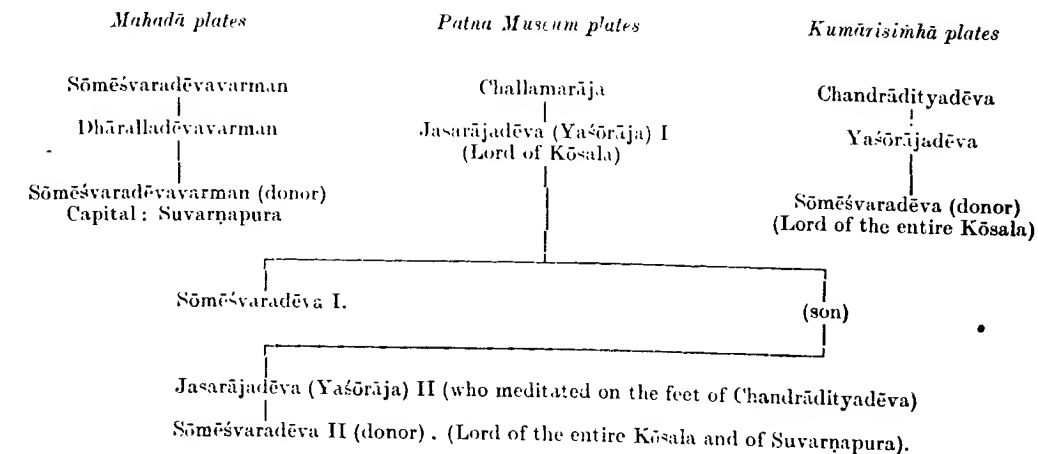 Mahadā plates Patna Museum plates Kumārisiṁhā plates
Sōmēśvaradēvavarman Challamarāja Chandrādityadēva
Dhāralladēvavarman Jasarājadēva (Yaśōrāja) I Yaśōrājadēva
(Lord of Kōsala)
Sōmēśvaradēvavarman (donor) Sōmēśvaradēva (donor)
Capital: Suvarṇapura (Lord of the entire Kōsala)
Sōmēśvaradēva I. (son)
Jasarājadēva (Yaśōrāja) II (who meditated on the feet of Chandrādityadēva)
Sōmēśvaradēva II (donor). (Lord of the entire Kōsala and of Suvarṇapura).